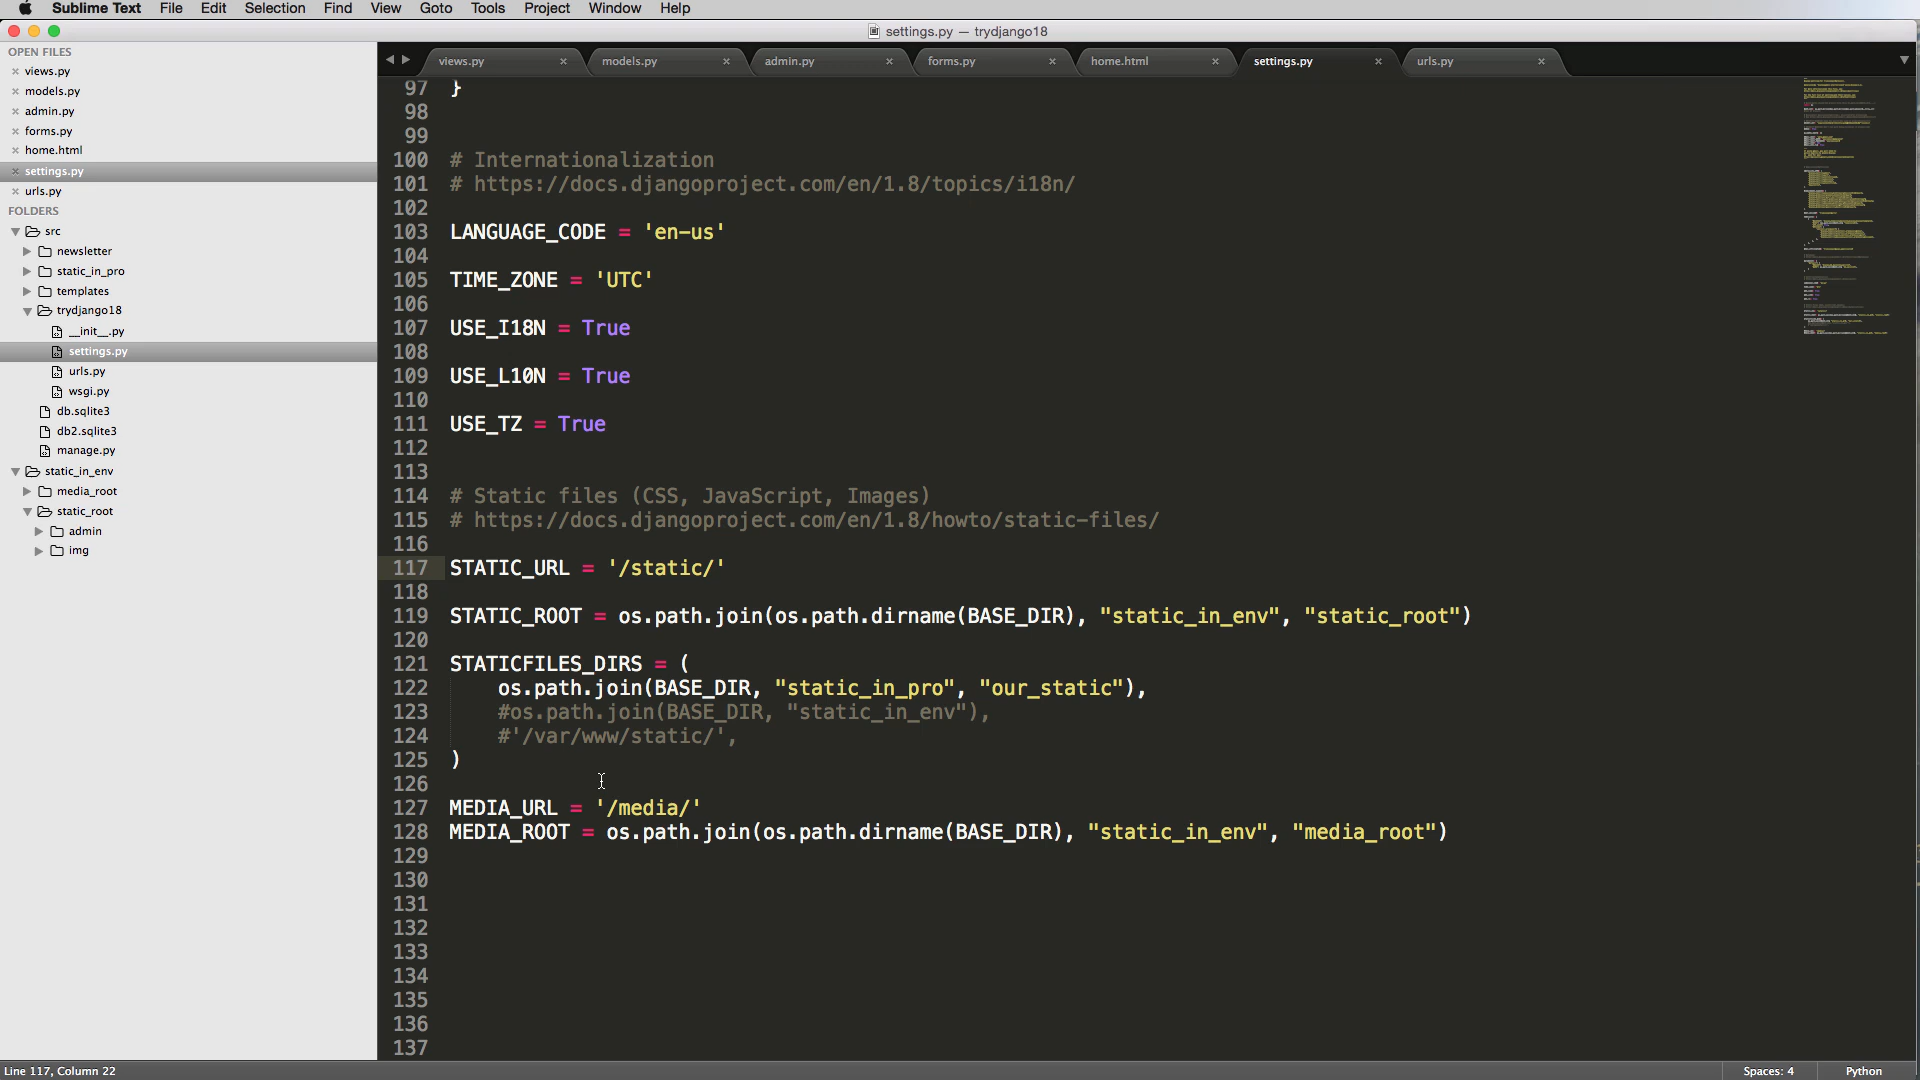 Sublime Text File Edit Selection Find View Goto Tools Project Window Help
settings.py — trydjango18
OPEN FILES
views.py
models.py
admin.py
forms.py
home.html
settings.py
urls.py
FOLDERS
src
newsletter
static_in_pro
templates
trydjango18
__init__.py
settings.py
urls.py
wsgi.py
db.sqlite3
db2.sqlite3
manage.py
static_in_env
media_root
static_root
admin
img
views.py models.py admin.py forms.py home.html settings.py urls.py
97 }
98
99
100 # Internationalization
101 # https://docs.djangoproject.com/en/1.8/topics/i18n/
102
103 LANGUAGE_CODE = 'en-us'
104
105 TIME_ZONE = 'UTC'
106
107 USE_I18N = True
108
109 USE_L10N = True
110
111 USE_TZ = True
112
113
114 # Static files (CSS, JavaScript, Images)
115 # https://docs.djangoproject.com/en/1.8/howto/static-files/
116
117 STATIC_URL = '/static/'
118
119 STATIC_ROOT = os.path.join(os.path.dirname(BASE_DIR), "static_in_env", "static_root")
120
121 STATICFILES_DIRS = (
122 os.path.join(BASE_DIR, "static_in_pro", "our_static"),
123 #os.path.join(BASE_DIR, "static_in_env"),
124 #'/var/www/static/',
125 )
126
127 MEDIA_URL = '/media/'
128 MEDIA_ROOT = os.path.join(os.path.dirname(BASE_DIR), "static_in_env", "media_root")
129
130
131
132
133
134
135
136
137
Line 117, Column 22 Spaces: 4 Python